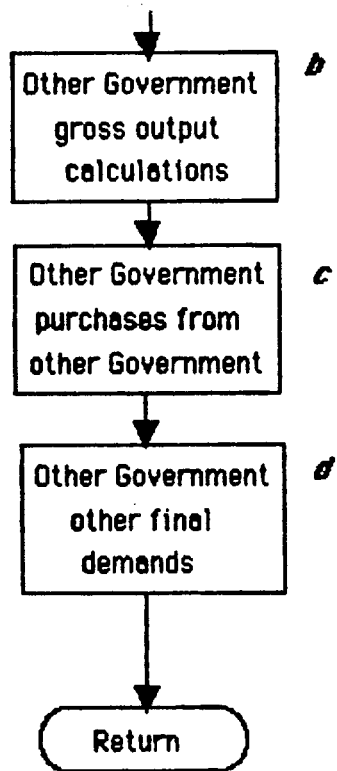 b
Other Government
gross output
calculations
c
Other Government
purchases from
other Government
d
Other Government
other final
demands
Return